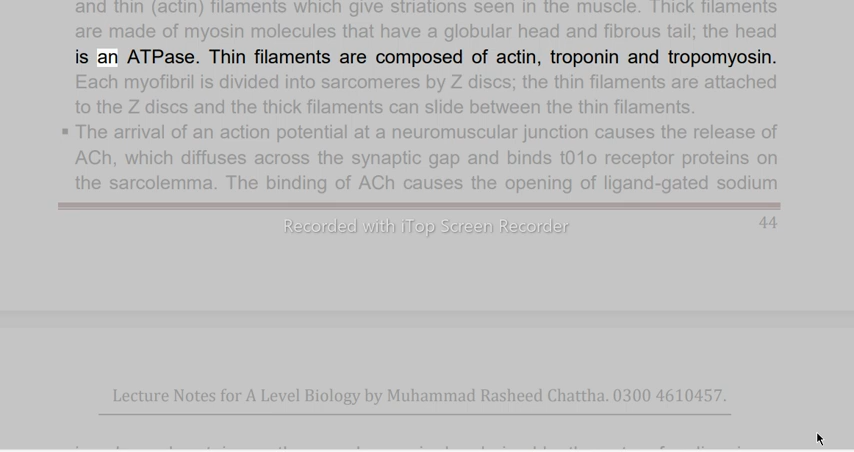 and thin (actin) filaments which give striations seen in the muscle. Thick filaments
are made of myosin molecules that have a globular head and fibrous tail; the head
is an ATPase. Thin filaments are composed of actin, troponin and tropomyosin.
Each myofibril is divided into sarcomeres by Z discs; the thin filaments are attached
to the Z discs and the thick filaments can slide between the thin filaments.
▪ The arrival of an action potential at a neuromuscular junction causes the release of
ACh, which diffuses across the synaptic gap and binds t01o receptor proteins on
the sarcolemma. The binding of ACh causes the opening of ligand-gated sodium
44
Recorded with iTop Screen Recorder
Lecture Notes for A Level Biology by Muhammad Rasheed Chattha. 0300 4610457.